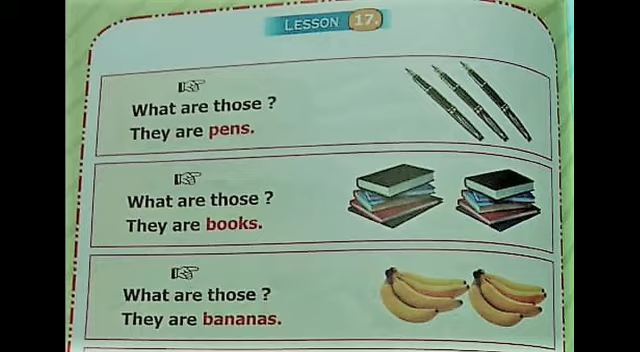 LESSON 17.
What are those ?
They are pens.
What are those ?
They are books.
What are those ?
They are bananas.